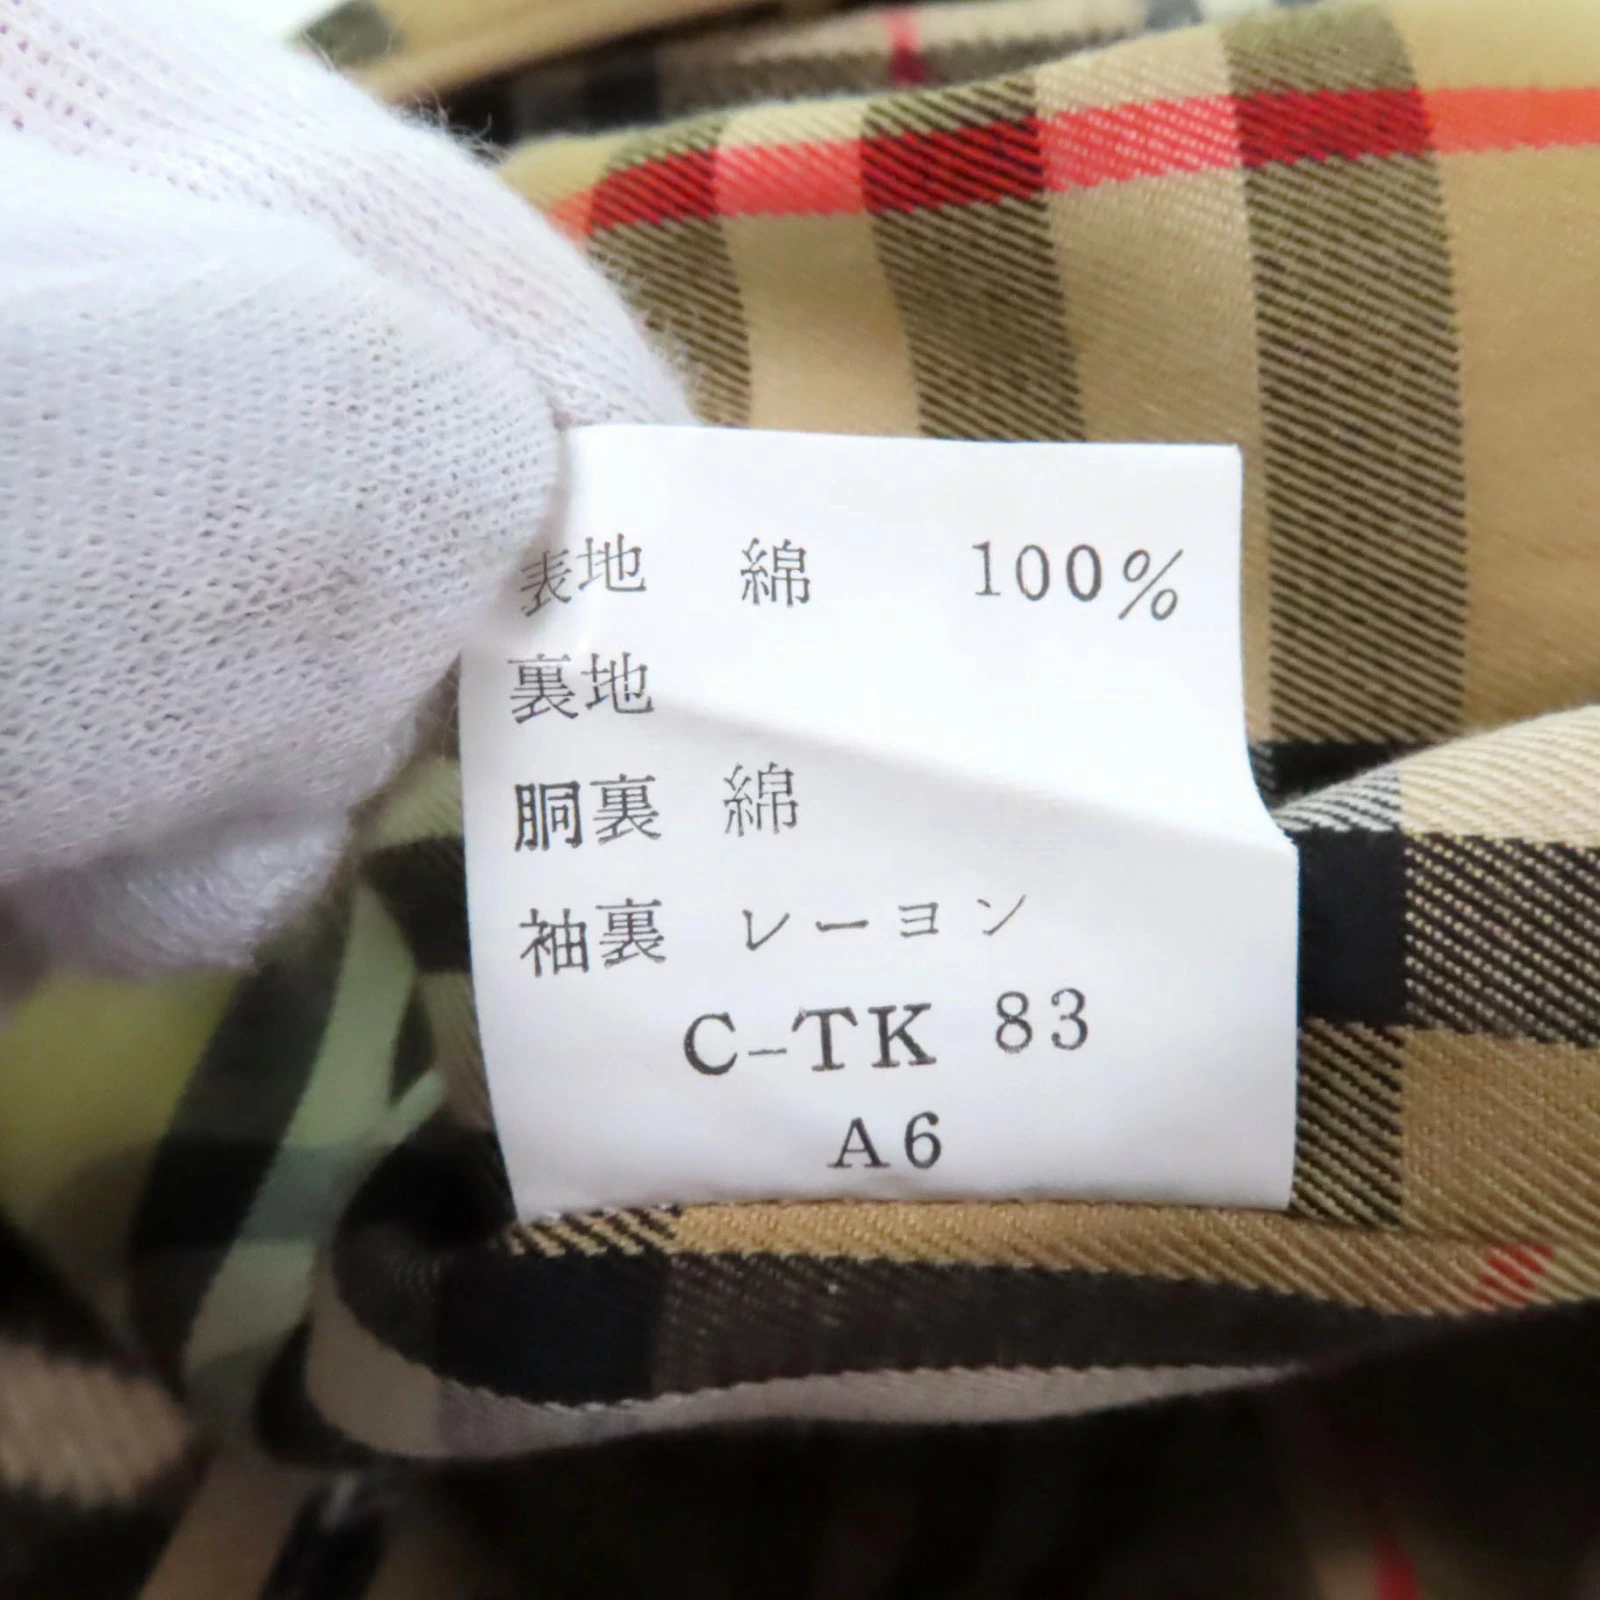 表地 綿 100%
裏地
胴裏 綿
袖裏 レーヨン
C-TK 83
A6